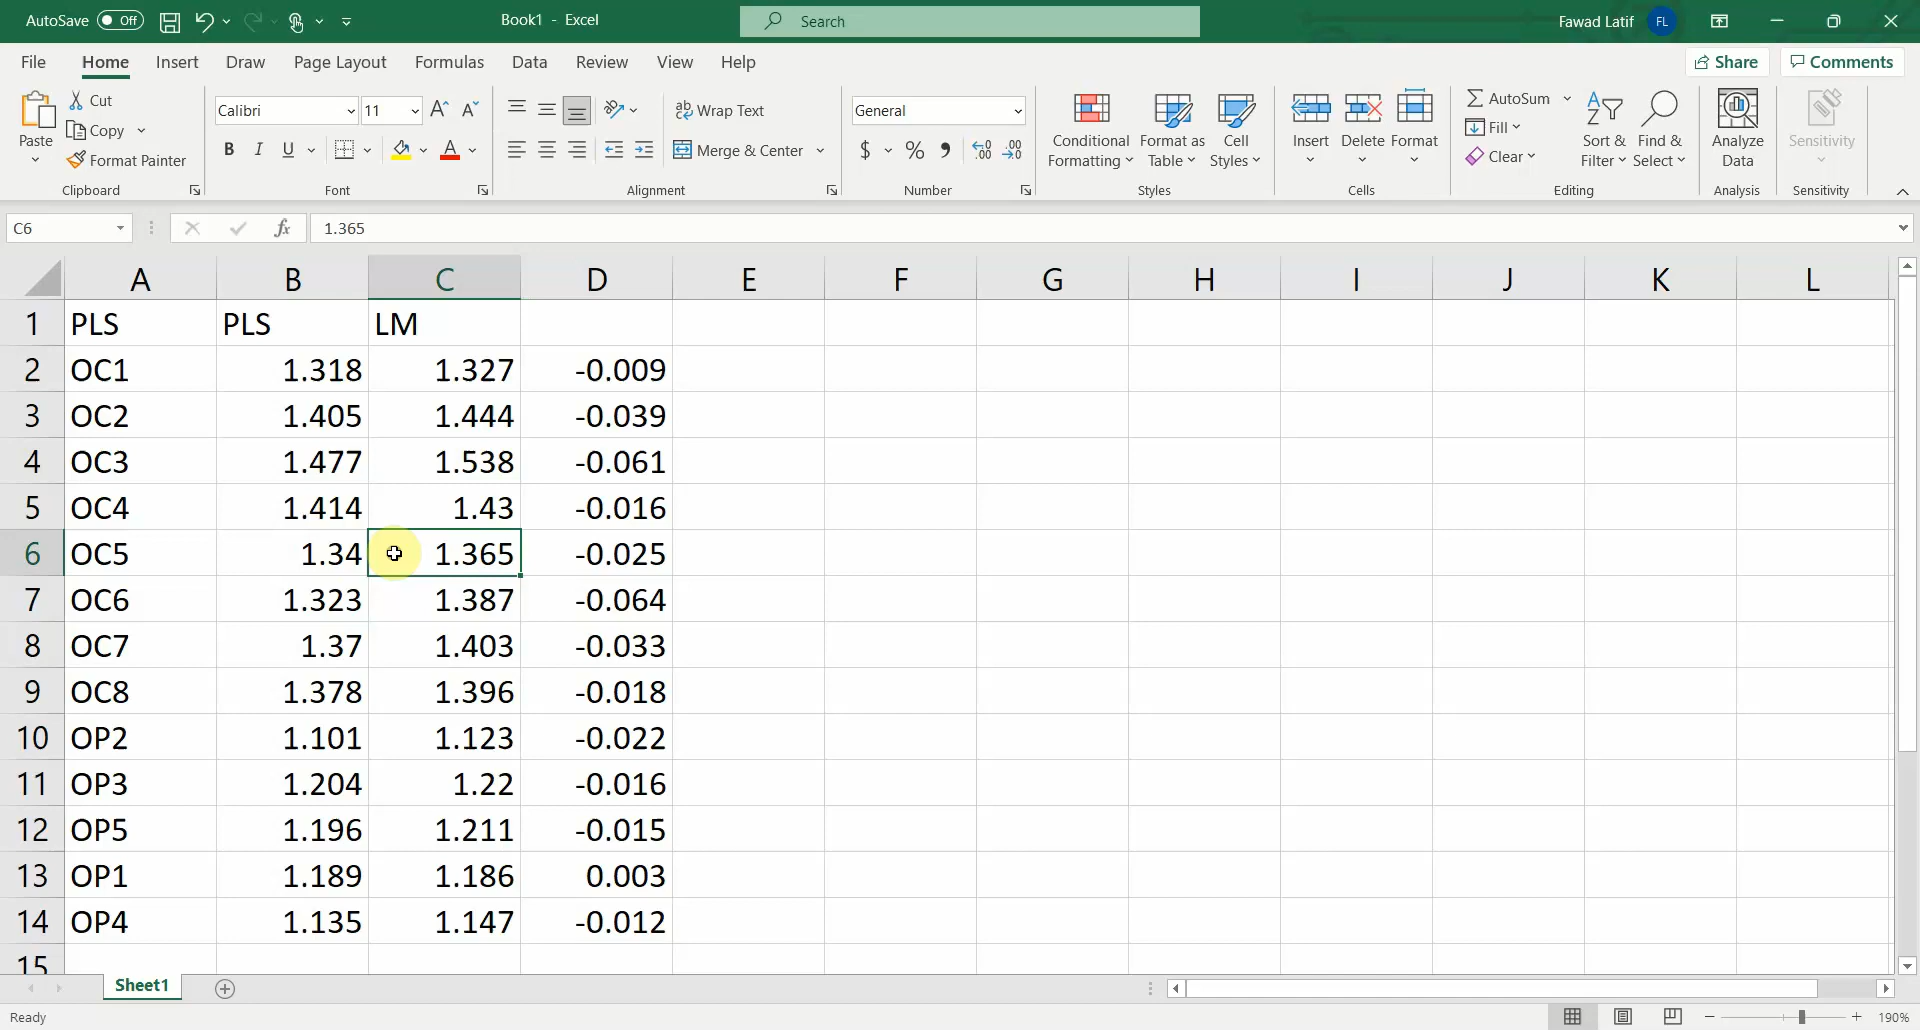 AutoSave Off Book1 - Excel Search Fawad Latif FL
File Home Insert Draw Page Layout Formulas Data Review View Help Share Comments
Paste Cut Copy Format Painter Clipboard
Calibri 11 B I U A Font
ab Wrap Text Merge & Center Alignment
General $ % , Number
Conditional Formatting Format as Table Cell Styles Styles
Insert Delete Format Cells
AutoSum Fill Clear Sort & Filter Find & Select Editing
Analyze Data Analysis
Sensitivity Sensitivity
C6 fx 1.365
A B C D E F G H I J K L
1 PLS PLS LM
2 OC1 1.318 1.327 -0.009
3 OC2 1.405 1.444 -0.039
4 OC3 1.477 1.538 -0.061
5 OC4 1.414 1.43 -0.016
6 OC5 1.34 1.365 -0.025
7 OC6 1.323 1.387 -0.064
8 OC7 1.37 1.403 -0.033
9 OC8 1.378 1.396 -0.018
10 OP2 1.101 1.123 -0.022
11 OP3 1.204 1.22 -0.016
12 OP5 1.196 1.211 -0.015
13 OP1 1.189 1.186 0.003
14 OP4 1.135 1.147 -0.012
15
Sheet1
Ready 190%